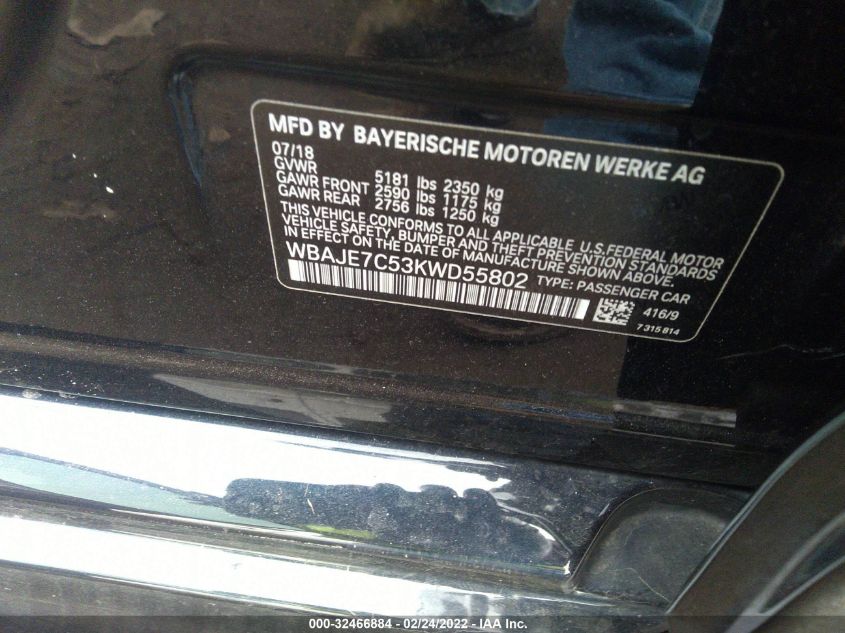 MFD BY BAYERISCHE MOTOREN WERKE AG
07/18
GVWR 5181 lbs 2350 kg
GAWR FRONT 2590 lbs 1175 kg
GAWR REAR 2756 lbs 1250 kg
THIS VEHICLE CONFORMS TO ALL APPLICABLE U.S.FEDERAL MOTOR
VEHICLE SAFETY, BUMPER AND THEFT PREVENTION STANDARDS
IN EFFECT ON THE DATE OF MANUFACTURE SHOWN ABOVE.
WBAJE7C53KWD55802 TYPE: PASSENGER CAR
416/9
7 315 814
000-32466884 - 02/24/2022 - IAA Inc.